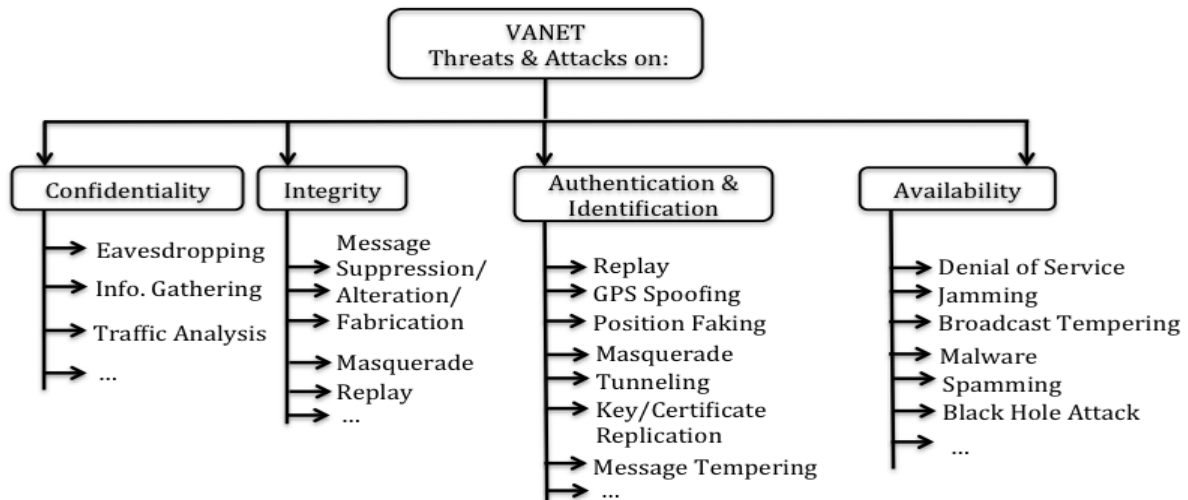 VANET
Threats & Attacks on:
Confidentiality
Eavesdropping
Info. Gathering
Traffic Analysis
...
Integrity
Message
Suppression/
Alteration/
Fabrication
Masquerade
Replay
...
Authentication &
Identification
Replay
GPS Spoofing
Position Faking
Masquerade
Tunneling
Key/Certificate
Replication
Message Tempering
...
Availability
Denial of Service
Jamming
Broadcast Tempering
Malware
Spamming
Black Hole Attack
...